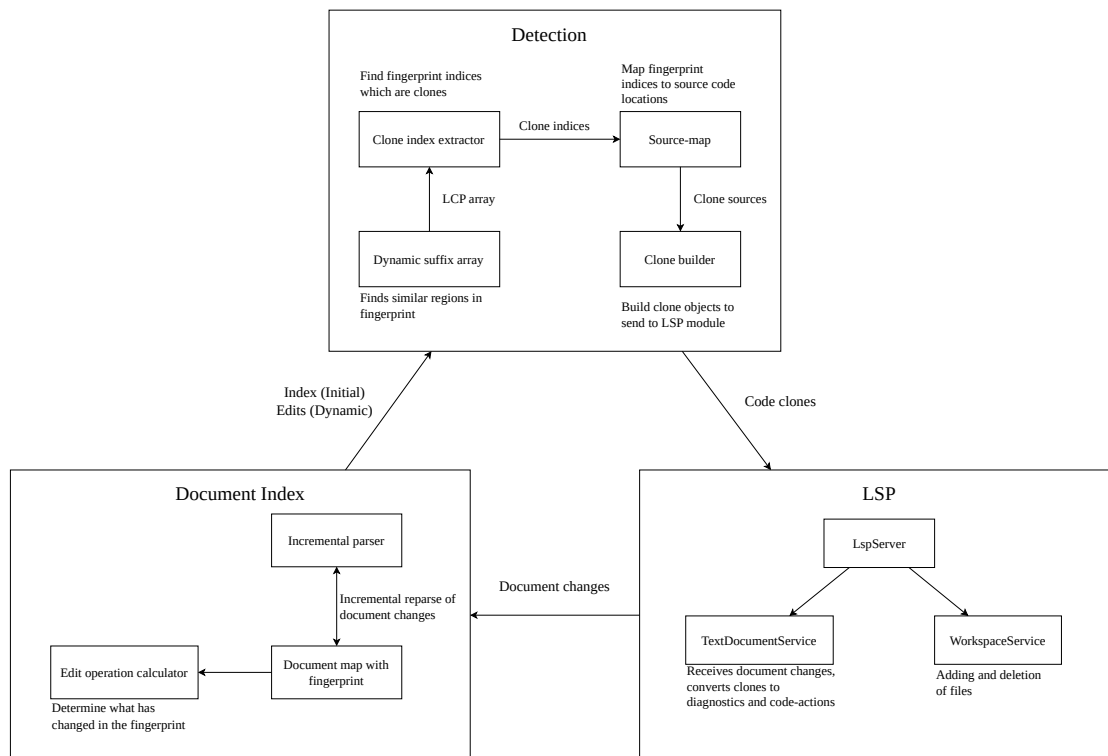 Detection
Find fingerprint indices
which are clones
Map fingerprint
indices to source code
locations
Clone index extractor
Clone indices
Source-map
LCP array
Clone sources
Dynamic suffix array
Clone builder
Finds similar regions in
fingerprint
Build clone objects to
send to LSP module
Index (Initial)
Edits (Dynamic)
Code clones
Document Index
Incremental parser
Incremental reparse of
document changes
Edit operation calculator
Document map with
fingerprint
Determine what has
changed in the fingerprint
Document changes
LSP
LspServer
TextDocumentService
WorkspaceService
Receives document changes,
converts clones to
diagnostics and code-actions
Adding and deletion
of files